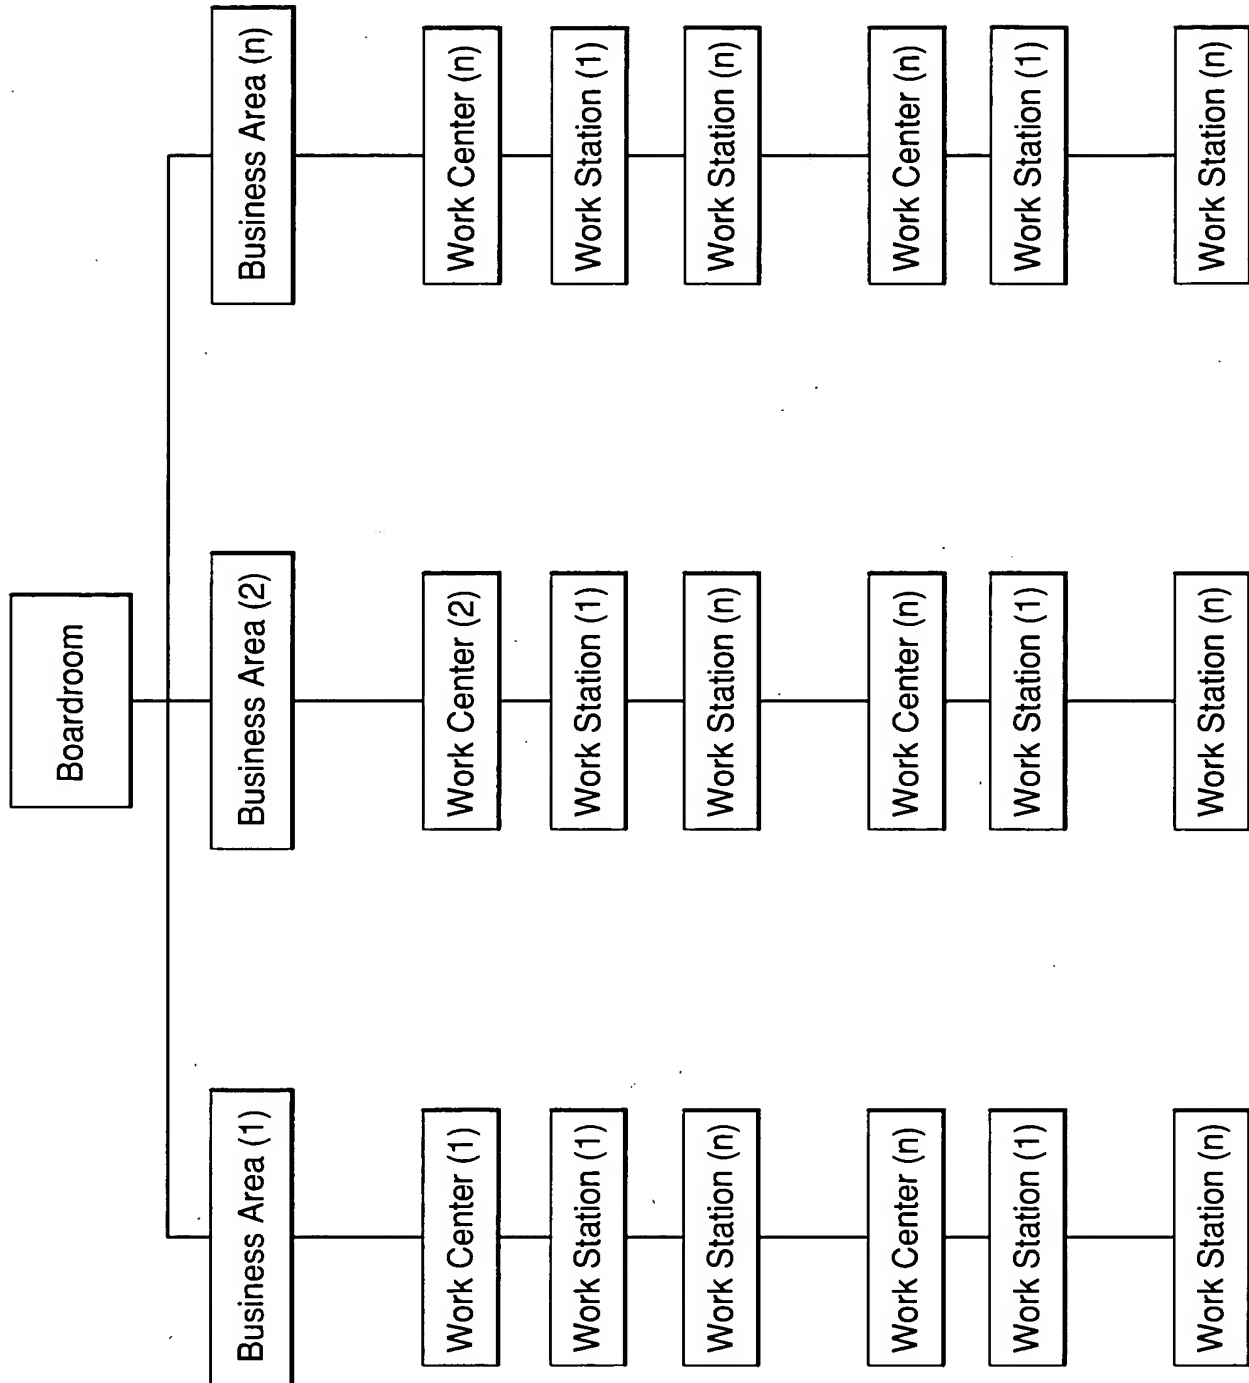 Boardroom
Business Area (1)
Work Center (1)
Work Station (1)
Work Station (n)
Work Center (n)
Work Station (1)
Work Station (n)
Business Area (2)
Work Center (2)
Work Station (1)
Work Station (n)
Work Center (n)
Work Station (1)
Work Station (n)
Business Area (n)
Work Center (n)
Work Station (1)
Work Station (n)
Work Center (n)
Work Station (1)
Work Station (n)